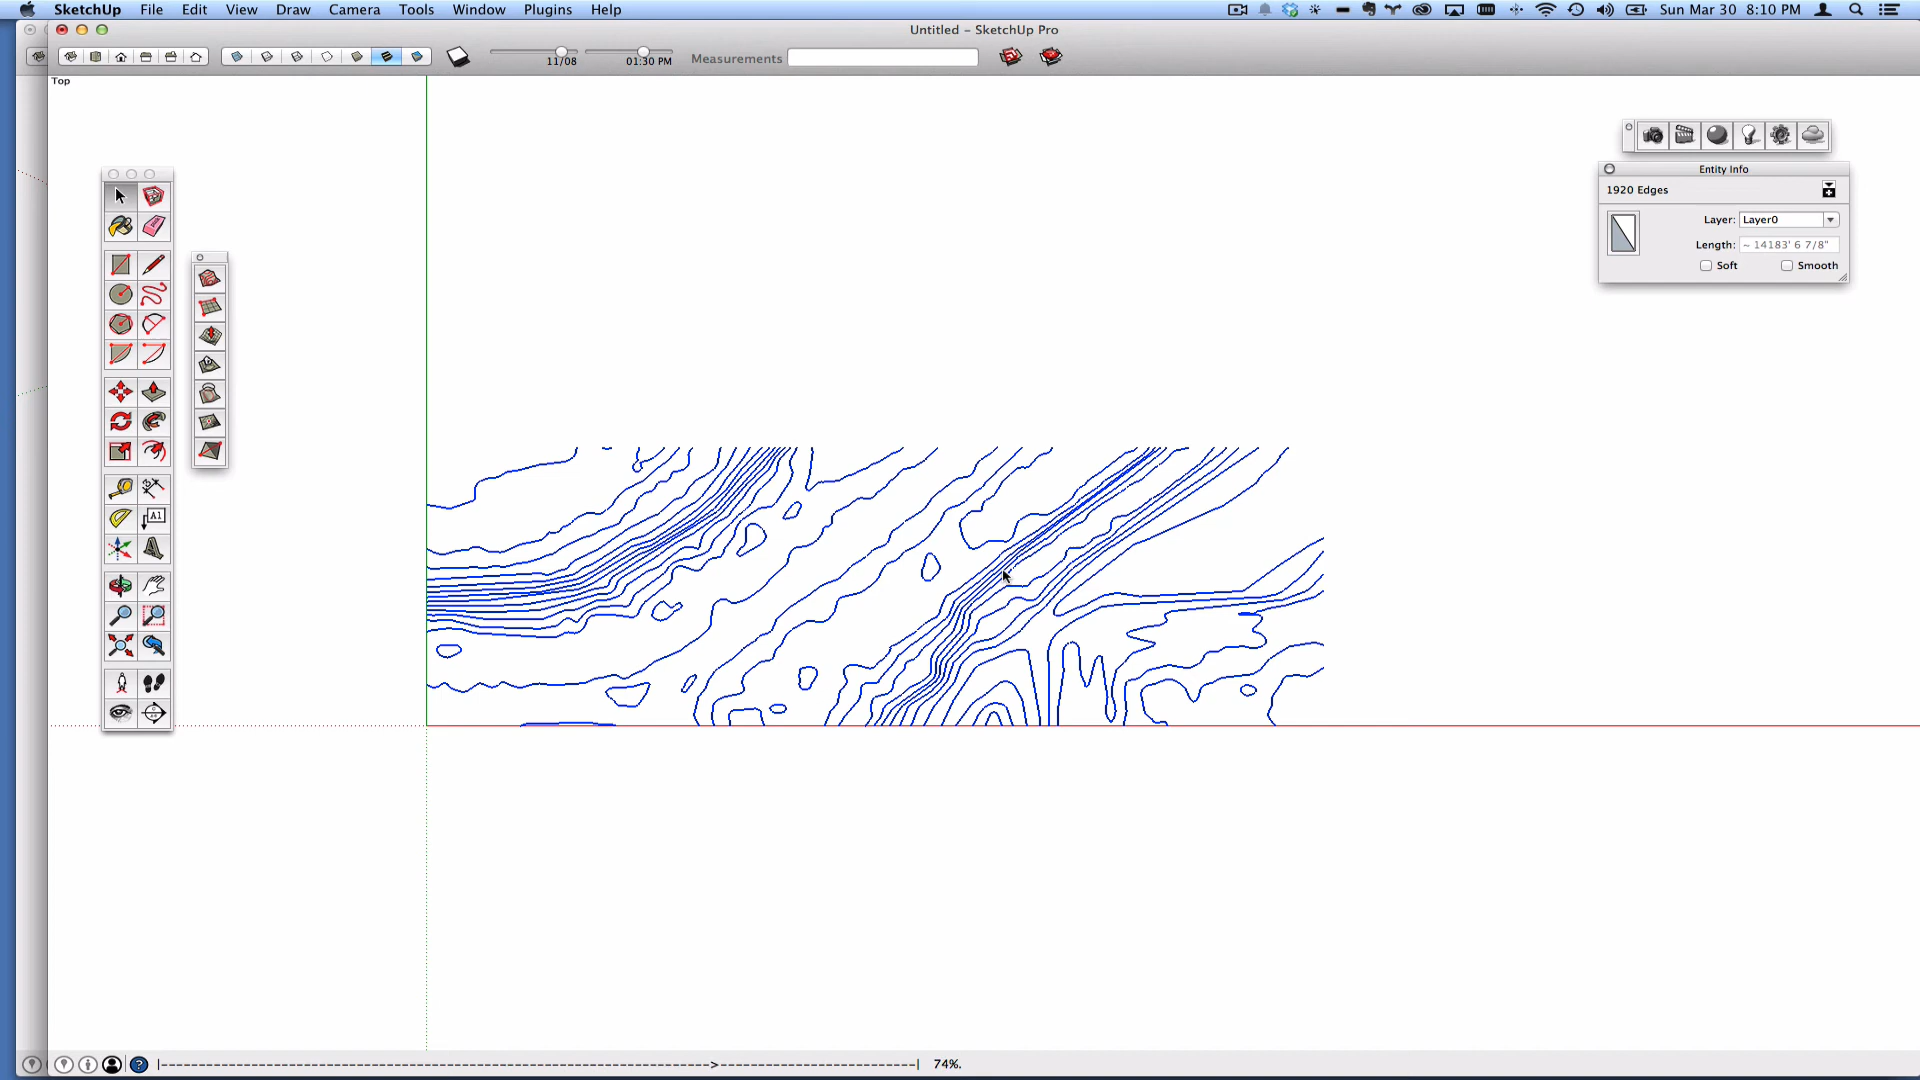 SketchUp File Edit View Draw Camera Tools Window Plugins Help Sun Mar 30 8:10 PM
Untitled - SketchUp Pro
11/08 01:30 PM Measurements
Top
Entity Info
1920 Edges
Layer: Layer0
Length: ~ 14183' 6 7/8"
Soft Smooth
A1
|------------------------------------------------------------------------>--------------------------| 74%.